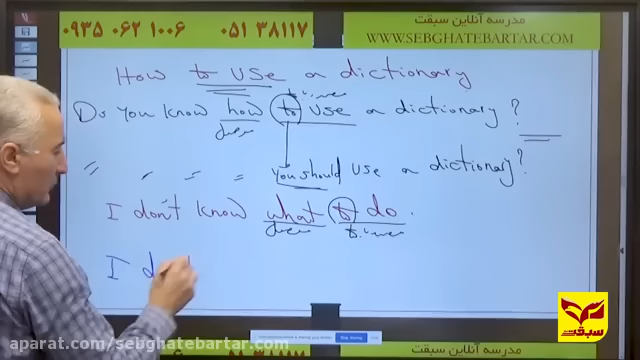 ۰۹۳۵ ۰۶۲ ۱۰۰۶ ۰۵۱ ۳۸۱۱۷ مدرسه آنلاین سبقت
WWW.SEBGHATEBARTAR.COM
How to use a dictionary
Do you know how to use a dictionary?
" " " " you should use a dictionary?
I don't know what to do.
I d
سبقت
aparat.com/sebghatebartar.com
مدرسه آنلاین سبقت